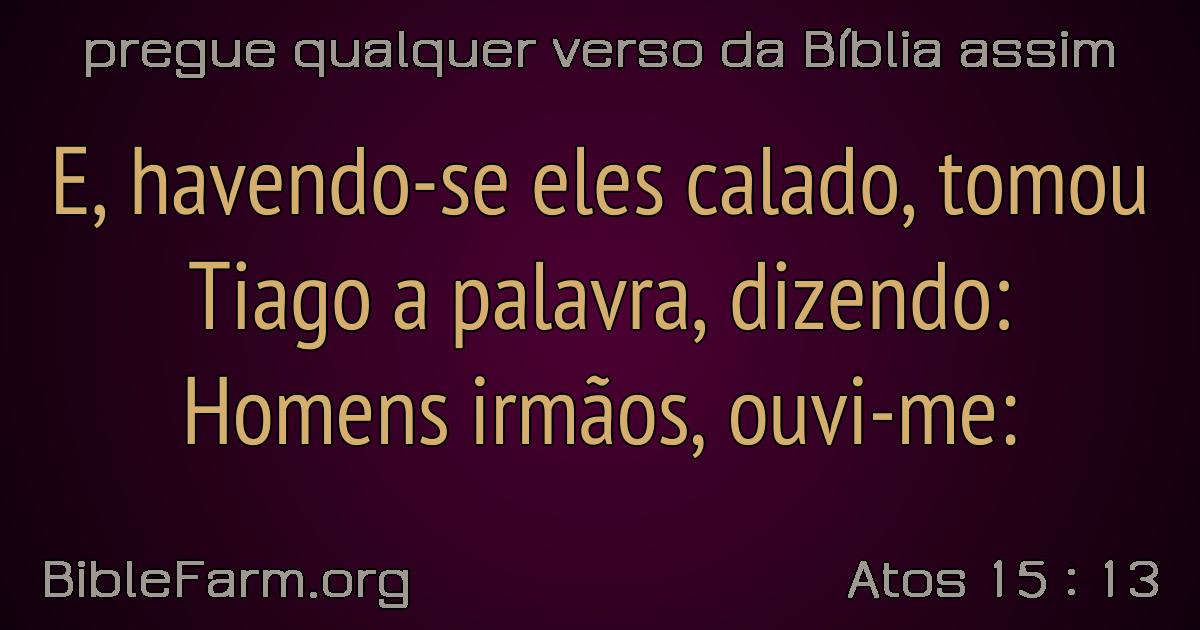 pregue qualquer verso da Bíblia assim
E, havendo-se eles calado, tomou
Tiago a palavra, dizendo:
Homens irmãos, ouvi-me:
BibleFarm.org
Atos 15 : 13